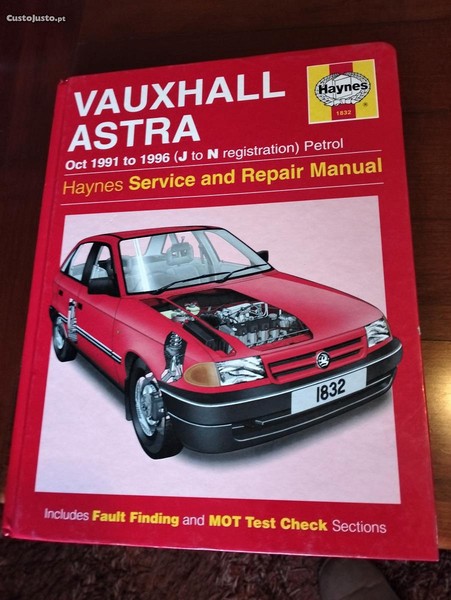 CustoJusto.pt
VAUXHALL
ASTRA
Haynes
1832
Oct 1991 to 1996 (J to N registration) Petrol
Haynes Service and Repair Manual
1832
Includes Fault Finding and MOT Test Check Sections